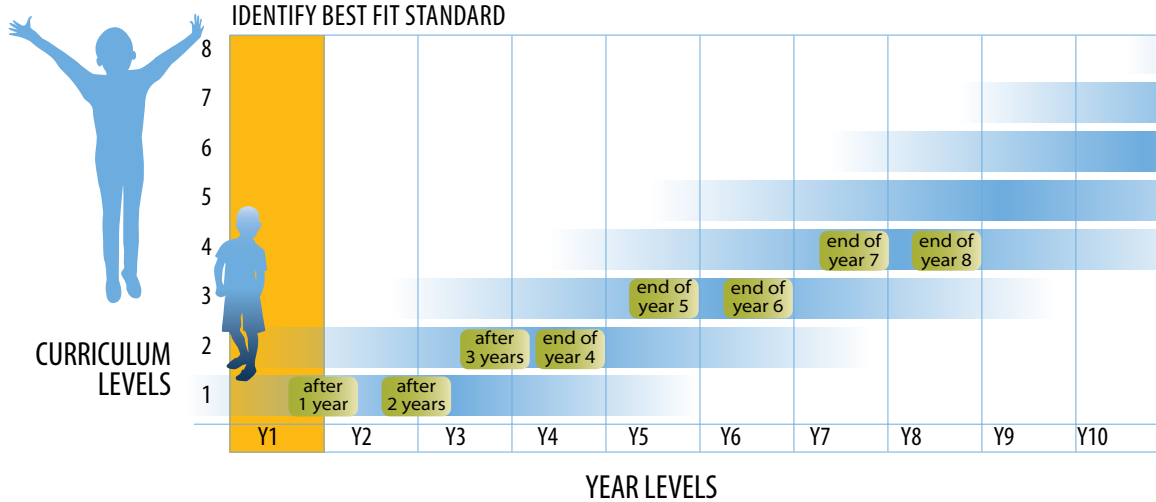 IDENTIFY BEST FIT STANDARD
8
7
6
5
4
end of
year 7
end of
year 8
3
end of
year 5
end of
year 6
2
after
3 years
end of
year 4
CURRICULUM
LEVELS
1
after
1 year
after
2 years
Y1 Y2 Y3 Y4 Y5 Y6 Y7 Y8 Y9 Y10
YEAR LEVELS